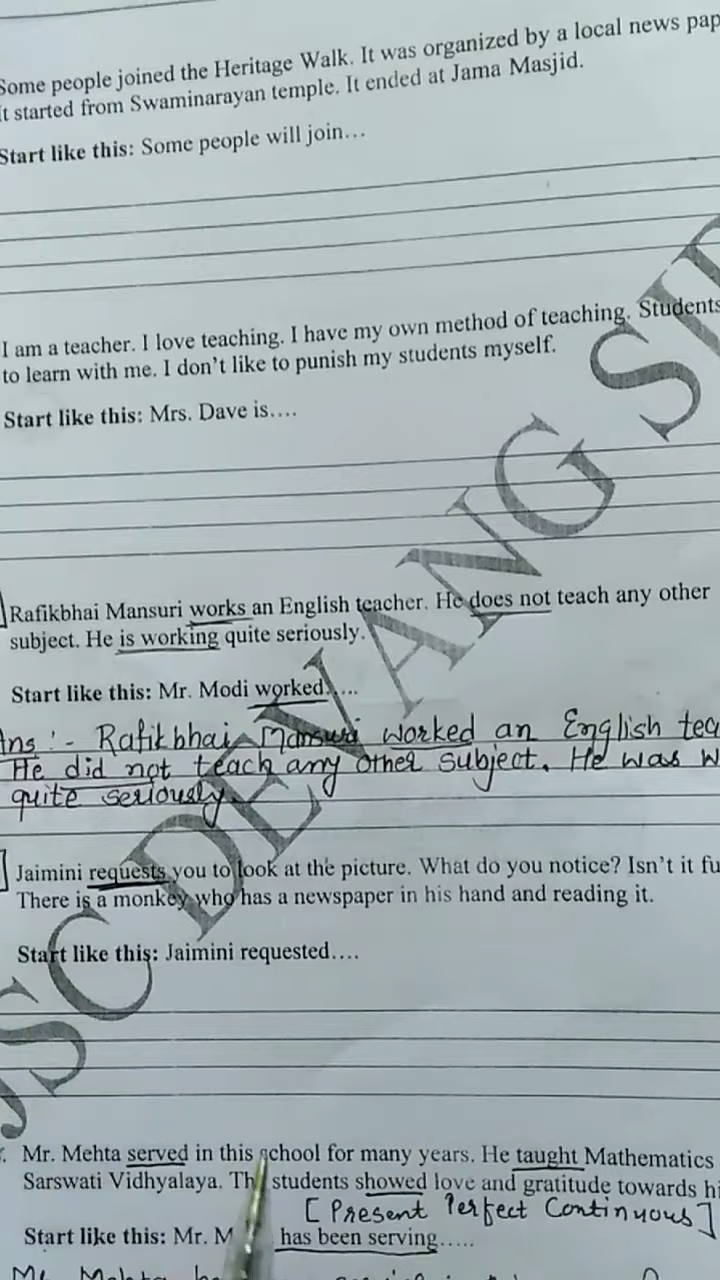 Some people joined the Heritage Walk. It was organized by a local news
It started from Swaminarayan temple. It ended at Jama Masjid.
Start like this: Some people will join...
I am a teacher. I love teaching. I have my own method of teaching. Students
to learn with me. I don't like to punish my students myself.
Start like this: Mrs. Dave is....
Rafikbhai Mansuri works an English teacher. He does not teach any other
subject. He is working quite seriously.
Start like this: Mr. Modi worked.....
Ans :- Rafikbhai Mansuri worked an English
He did not teach any other subject. He was
quite seriously.
Jaimini requests you to look at the picture. What do you notice? Isn't it
There is a monkey who has a newspaper in his hand and reading it.
Start like this: Jaimini requested....
Mr. Mehta served in this school for many years. He taught Mathematics
Sarswati Vidhyalaya. students showed love and gratitude towards
[Present Perfect Continuous]
Start like this: Mr. has been serving.....
DEVANG